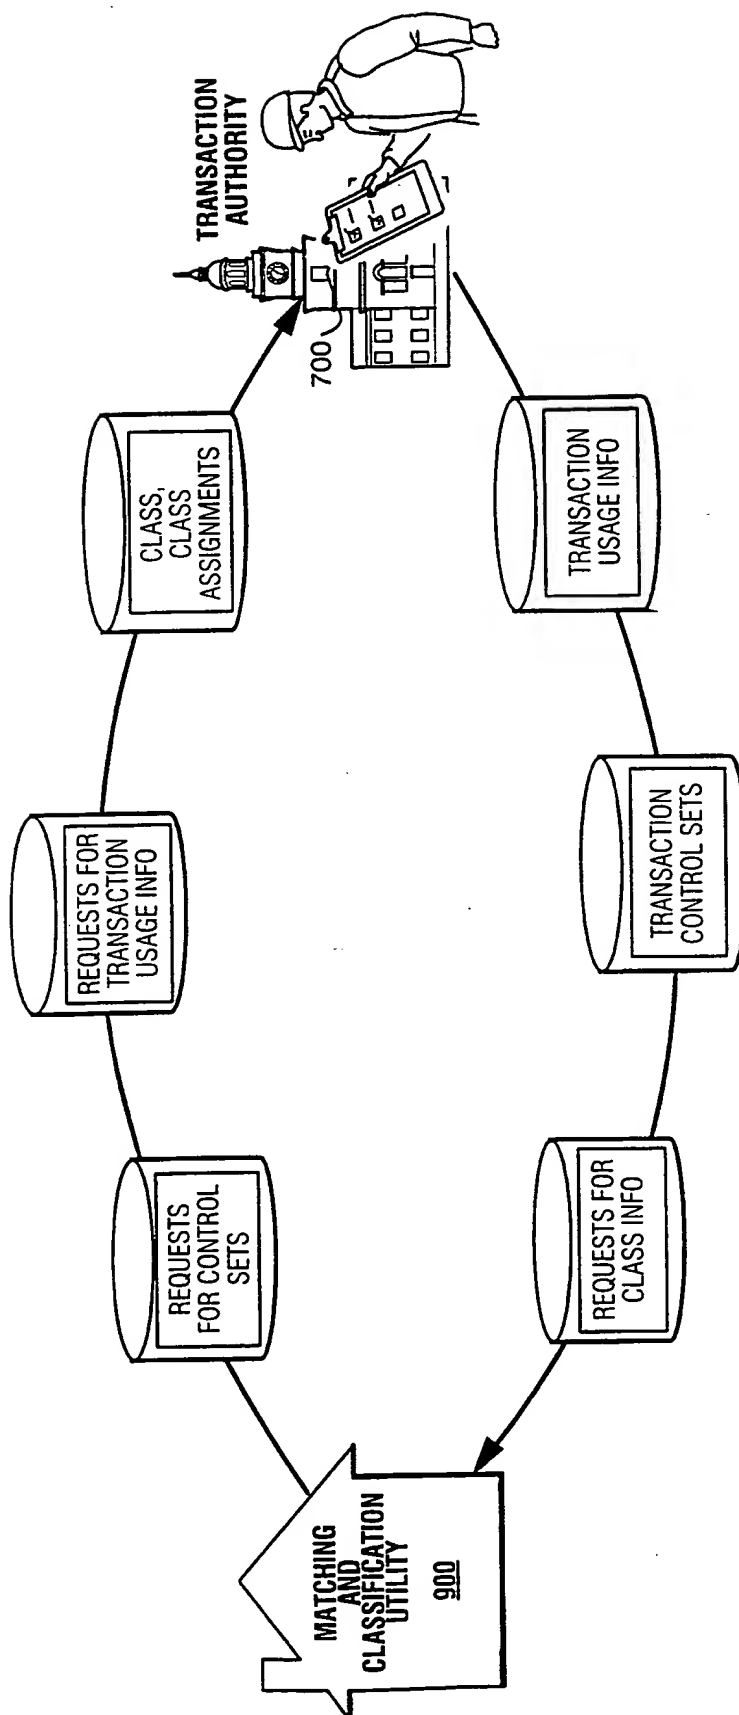 MATCHING
AND
CLASSIFICATION
UTILITY
900
REQUESTS
FOR CONTROL
SETS
REQUESTS FOR
TRANSACTION
USAGE INFO
CLASS,
CLASS
ASSIGNMENTS
TRANSACTION
AUTHORITY
700
TRANSACTION
USAGE INFO
TRANSACTION
CONTROL SETS
REQUESTS FOR
CLASS INFO